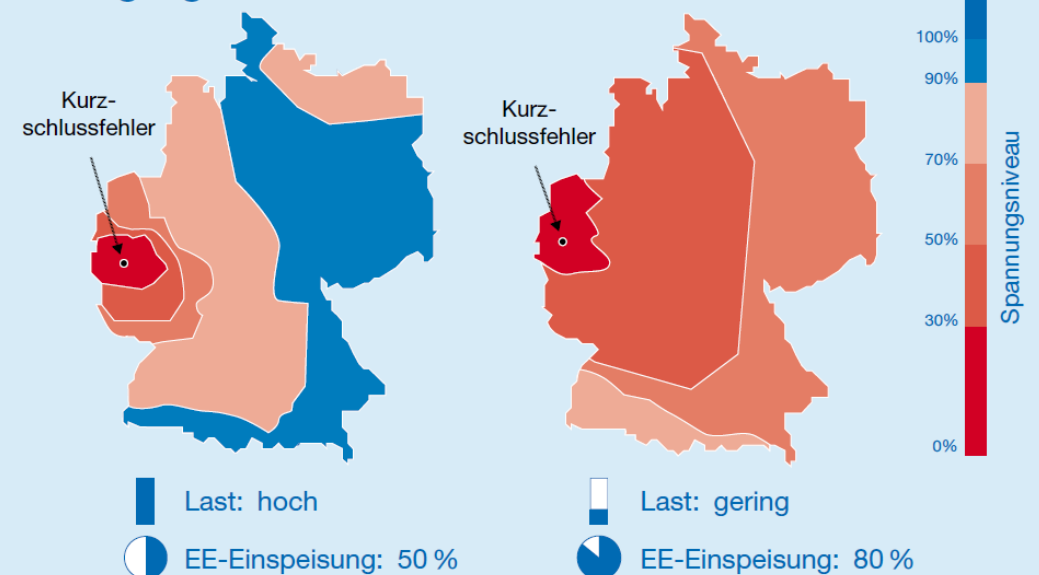 Kurz-
schlussfehler
Kurz-
schlussfehler
100%
90%
70%
50%
30%
0%
Spannungsniveau
Last: hoch
EE-Einspeisung: 50 %
Last: gering
EE-Einspeisung: 80 %